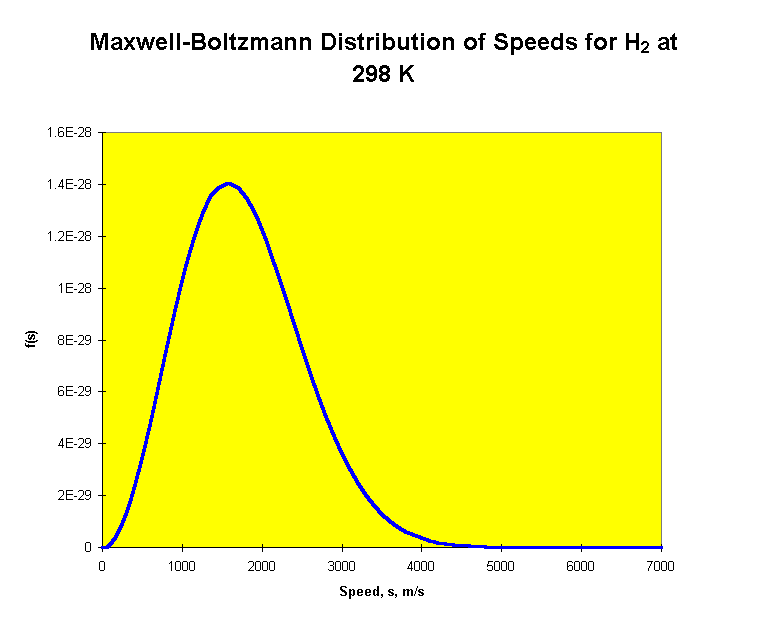 Maxwell-Boltzmann Distribution of Speeds for H₂ at
298 K
1.6E-28
1.4E-28
1.2E-28
1E-28
8E-29
6E-29
4E-29
2E-29
0
f(s)
0 1000 2000 3000 4000 5000 6000 7000
Speed, s, m/s